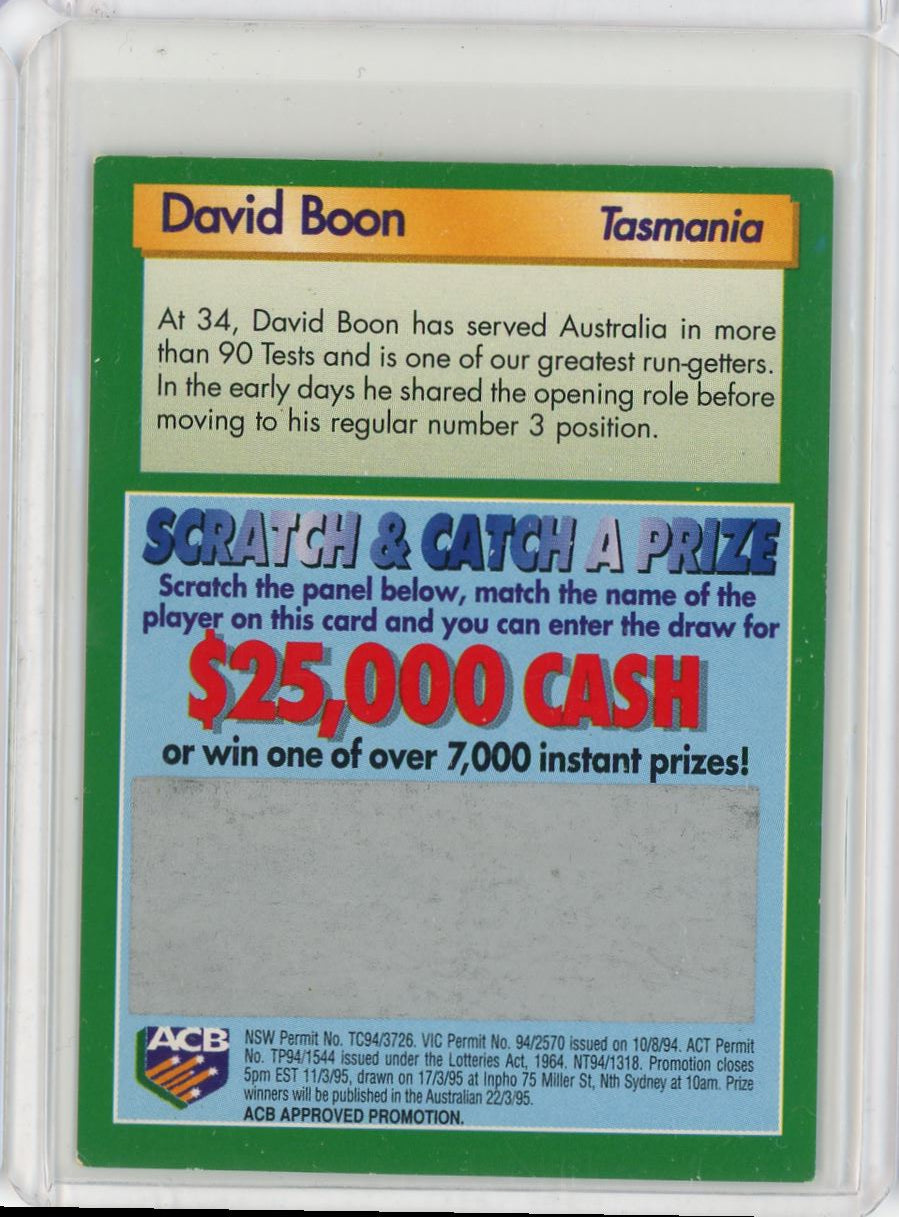 David Boon Tasmania
At 34, David Boon has served Australia in more
than 90 Tests and is one of our greatest run-getters.
In the early days he shared the opening role before
moving to his regular number 3 position.
SCRATCH & CATCH A PRIZE
Scratch the panel below, match the name of the
player on this card and you can enter the draw for
$25,000 CASH
or win one of over 7,000 instant prizes!
ACB
NSW Permit No. TC94/3726. VIC Permit No. 94/2570 issued on 10/8/94. ACT Permit
No. TP94/1544 issued under the Lotteries Act, 1964. NT94/1318. Promotion closes
5pm EST 11/3/95, drawn on 17/3/95 at Inpho 75 Miller St, Nth Sydney at 10am. Prize
winners will be published in the Australian 22/3/95.
ACB APPROVED PROMOTION.